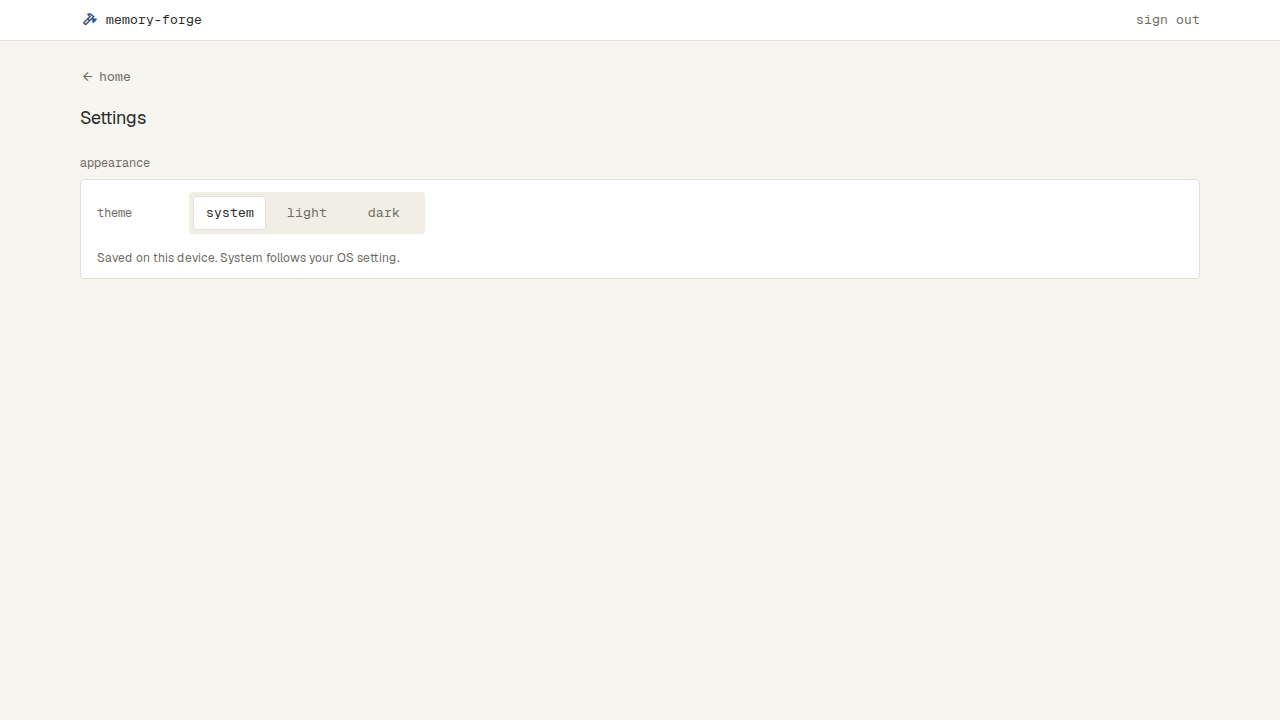 memory-forge
sign out
← home
Settings
appearance
theme
system light dark
Saved on this device. System follows your OS setting.